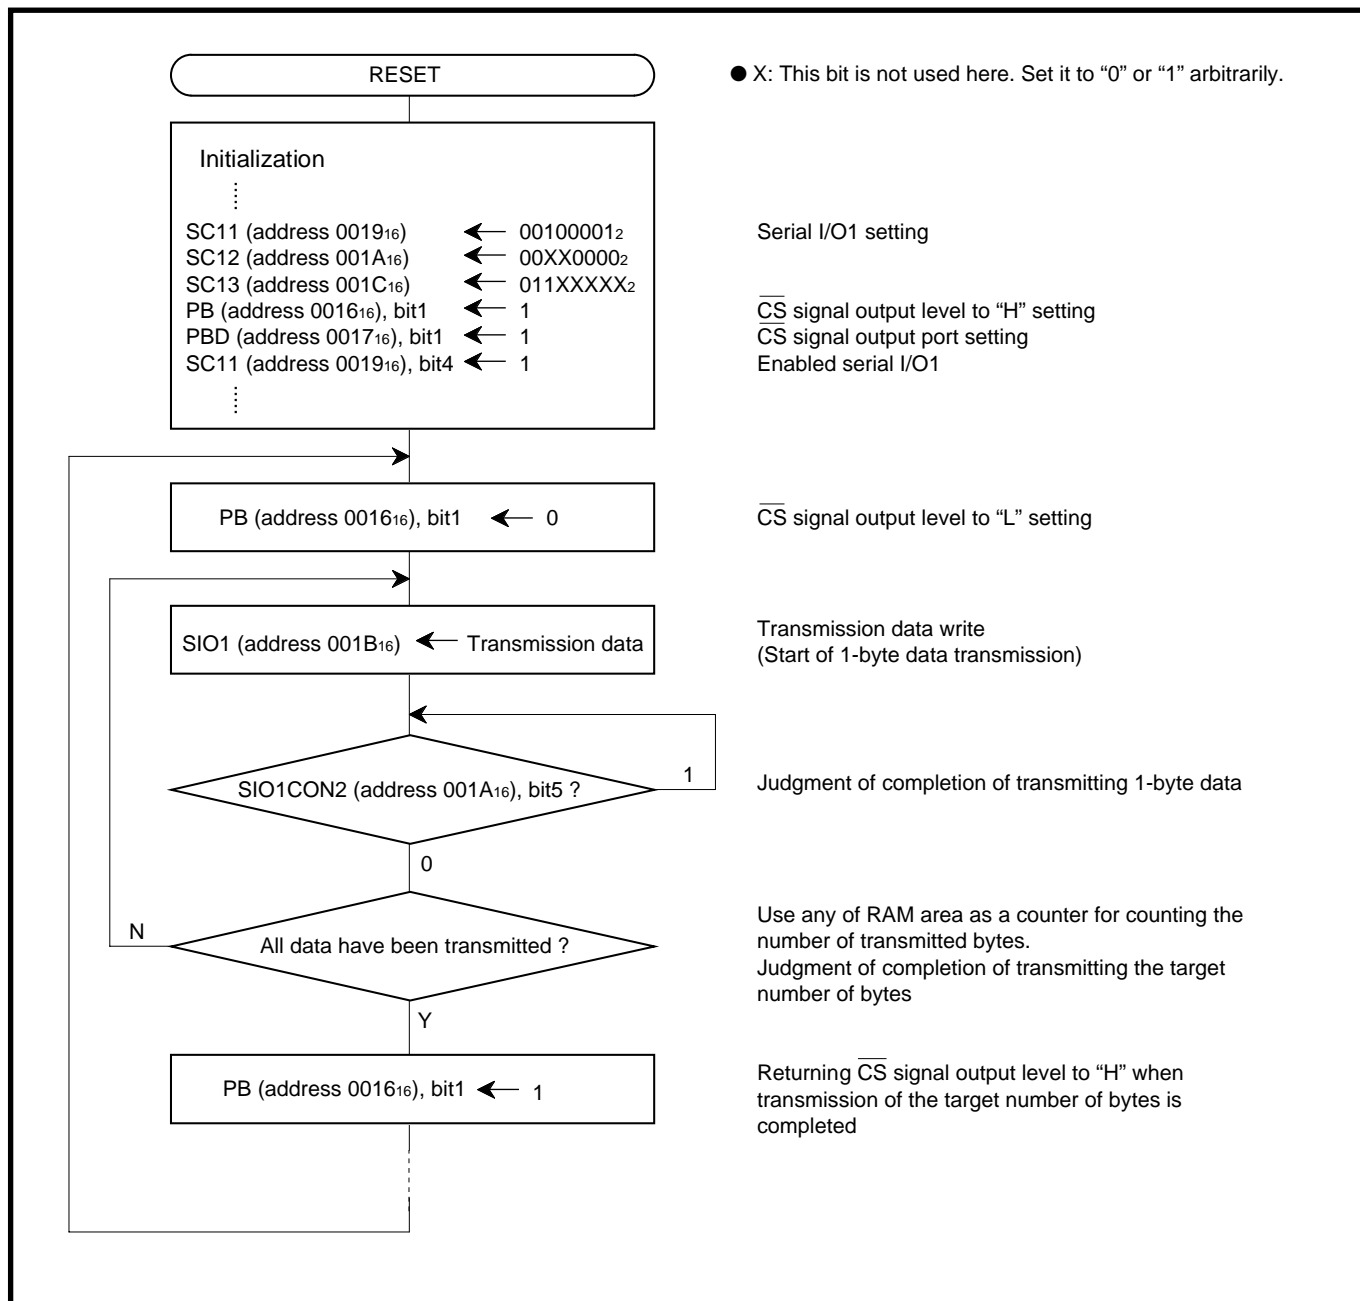 RESET
● X: This bit is not used here. Set it to “0” or “1” arbitrarily.
Initialization
SC11 (address 0019₁₆) ← 00100001₂ Serial I/O1 setting
SC12 (address 001A₁₆) ← 00XX0000₂
SC13 (address 001C₁₆) ← 011XXXXX₂
PB (address 0016₁₆), bit1 ← 1 C̅S̅ signal output level to “H” setting
PBD (address 0017₁₆), bit1 ← 1 C̅S̅ signal output port setting
SC11 (address 0019₁₆), bit4 ← 1 Enabled serial I/O1
PB (address 0016₁₆), bit1 ← 0 C̅S̅ signal output level to “L” setting
SIO1 (address 001B₁₆) ← Transmission data
Transmission data write
(Start of 1-byte data transmission)
SIO1CON2 (address 001A₁₆), bit5 ?
1
Judgment of completion of transmitting 1-byte data
0
All data have been transmitted ?
N
Use any of RAM area as a counter for counting the
number of transmitted bytes.
Judgment of completion of transmitting the target
number of bytes
Y
PB (address 0016₁₆), bit1 ← 1
Returning C̅S̅ signal output level to “H” when
transmission of the target number of bytes is
completed